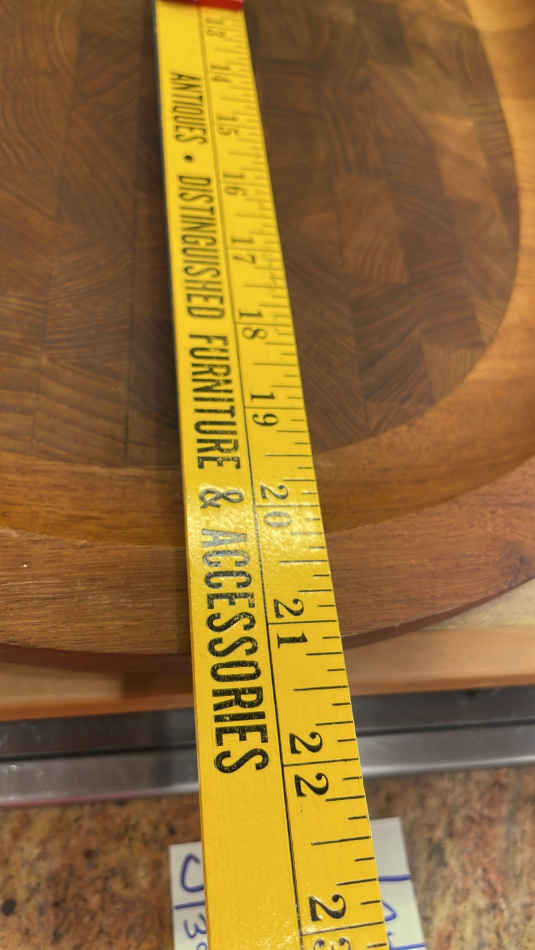 ANTIQUES • DISTINGUISHED FURNITURE & ACCESSORIES
13 14 15 16 17 18 19 20 21 22 23